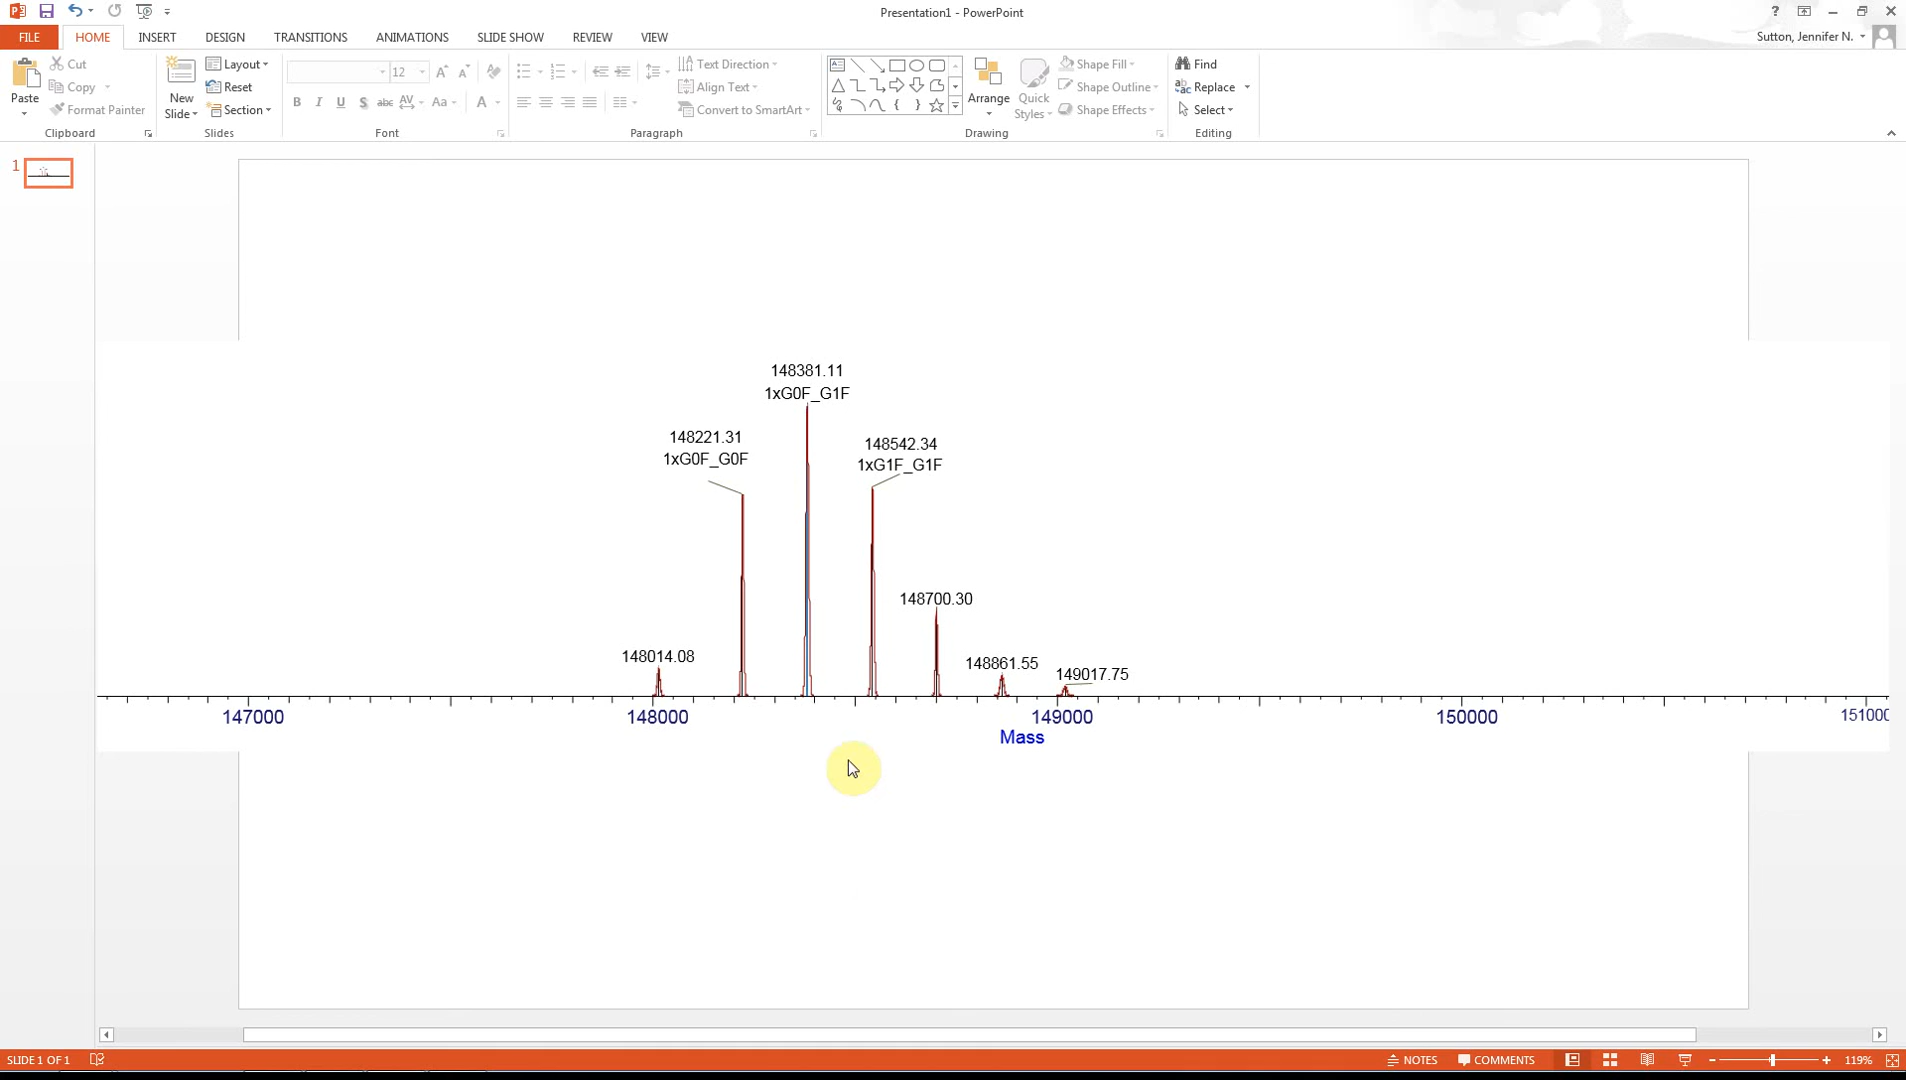 Presentation1 - PowerPoint
?
FILE
HOME
INSERT
DESIGN
TRANSITIONS
ANIMATIONS
SLIDE SHOW
REVIEW
VIEW
Sutton, Jennifer N.
Paste
Cut
Copy
Format Painter
Clipboard
New
Slide
Layout
Reset
Section
Slides
12
B I U S abc AV Aa A
Font
Text Direction
Align Text
Convert to SmartArt
Paragraph
Arrange
Quick
Styles
Shape Fill
Shape Outline
Shape Effects
Drawing
Find
Replace
Select
Editing
1
148381.11
1xG0F_G1F
148221.31
1xG0F_G0F
148542.34
1xG1F_G1F
148700.30
148014.08
148861.55
149017.75
147000
148000
149000
150000
151000
Mass
SLIDE 1 OF 1
NOTES
COMMENTS
119%